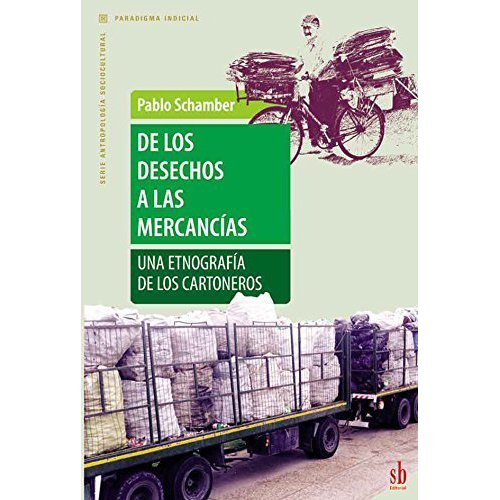 PARADIGMA INDICIAL
SERIE ANTROPOLOGÍA SOCIOCULTURAL
Pablo Schamber
DE LOS
DESECHOS
A LAS
MERCANCÍAS
UNA ETNOGRAFÍA
DE LOS CARTONEROS
sb
Editorial